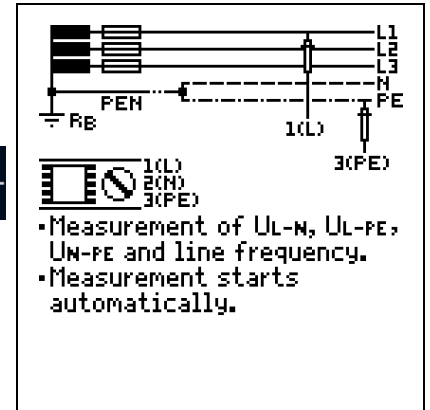 L1
L2
L3
N
PEN
PE
RB
1(L)
3(PE)
1(L)
2(N)
3(PE)
▪Measurement of UL-N, UL-PE,
UN-PE and line frequency.
▪Measurement starts
automatically.